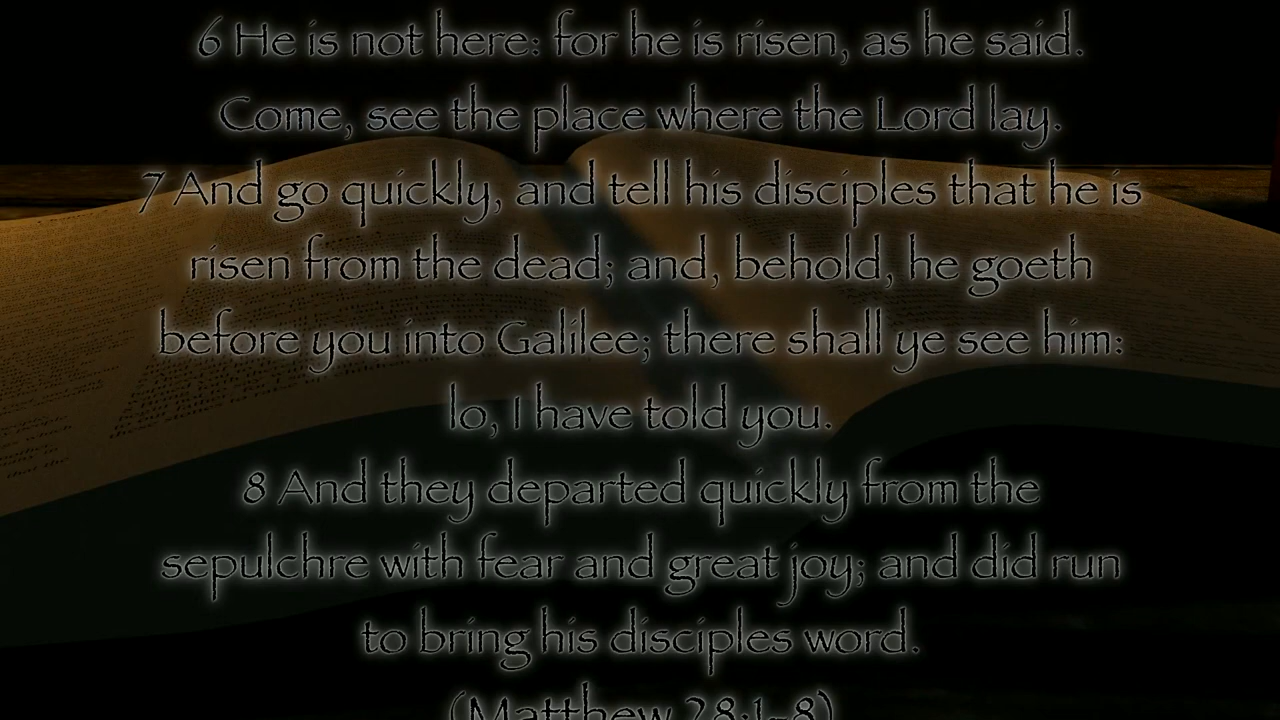 6 He is not here: for he is risen, as he said.
Come, see the place where the Lord lay.
7 And go quickly, and tell his disciples that he is
risen from the dead; and, behold, he goeth
before you into Galilee; there shall ye see him:
lo, I have told you.
8 And they departed quickly from the
sepulchre with fear and great joy; and did run
to bring his disciples word.
(Matthew 28:1-8)